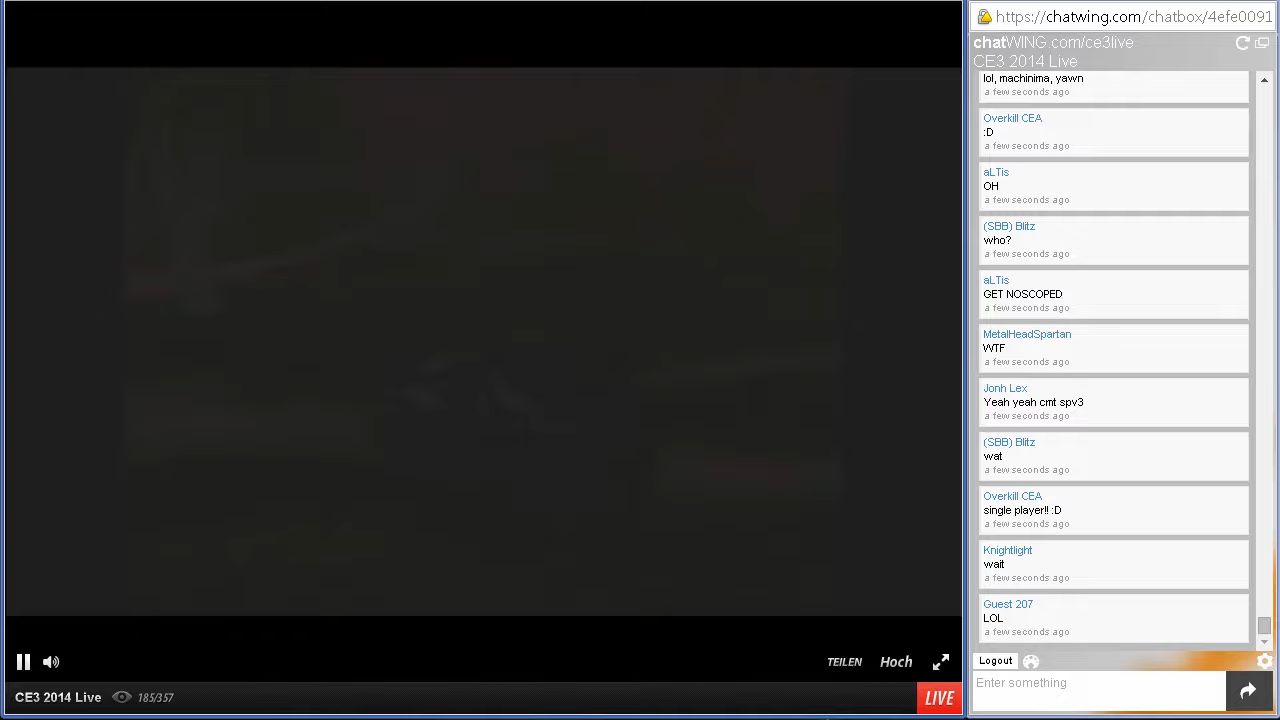 https://chatwing.com/chatbox/4efe0091
chatWING.com/ce3live
CE3 2014 Live
lol, machinima, yawn
a few seconds ago
Overkill CEA
:D
a few seconds ago
aLTis
OH
a few seconds ago
(SBB) Blitz
who?
a few seconds ago
aLTis
GET NOSCOPED
a few seconds ago
MetalHeadSpartan
WTF
a few seconds ago
Jonh Lex
Yeah yeah cmt spv3
a few seconds ago
(SBB) Blitz
wat
a few seconds ago
Overkill CEA
single player!! :D
a few seconds ago
Knightlight
wait
a few seconds ago
Guest 207
LOL
a few seconds ago
Logout
Enter something
TEILEN Hoch
CE3 2014 Live 185/357 LIVE